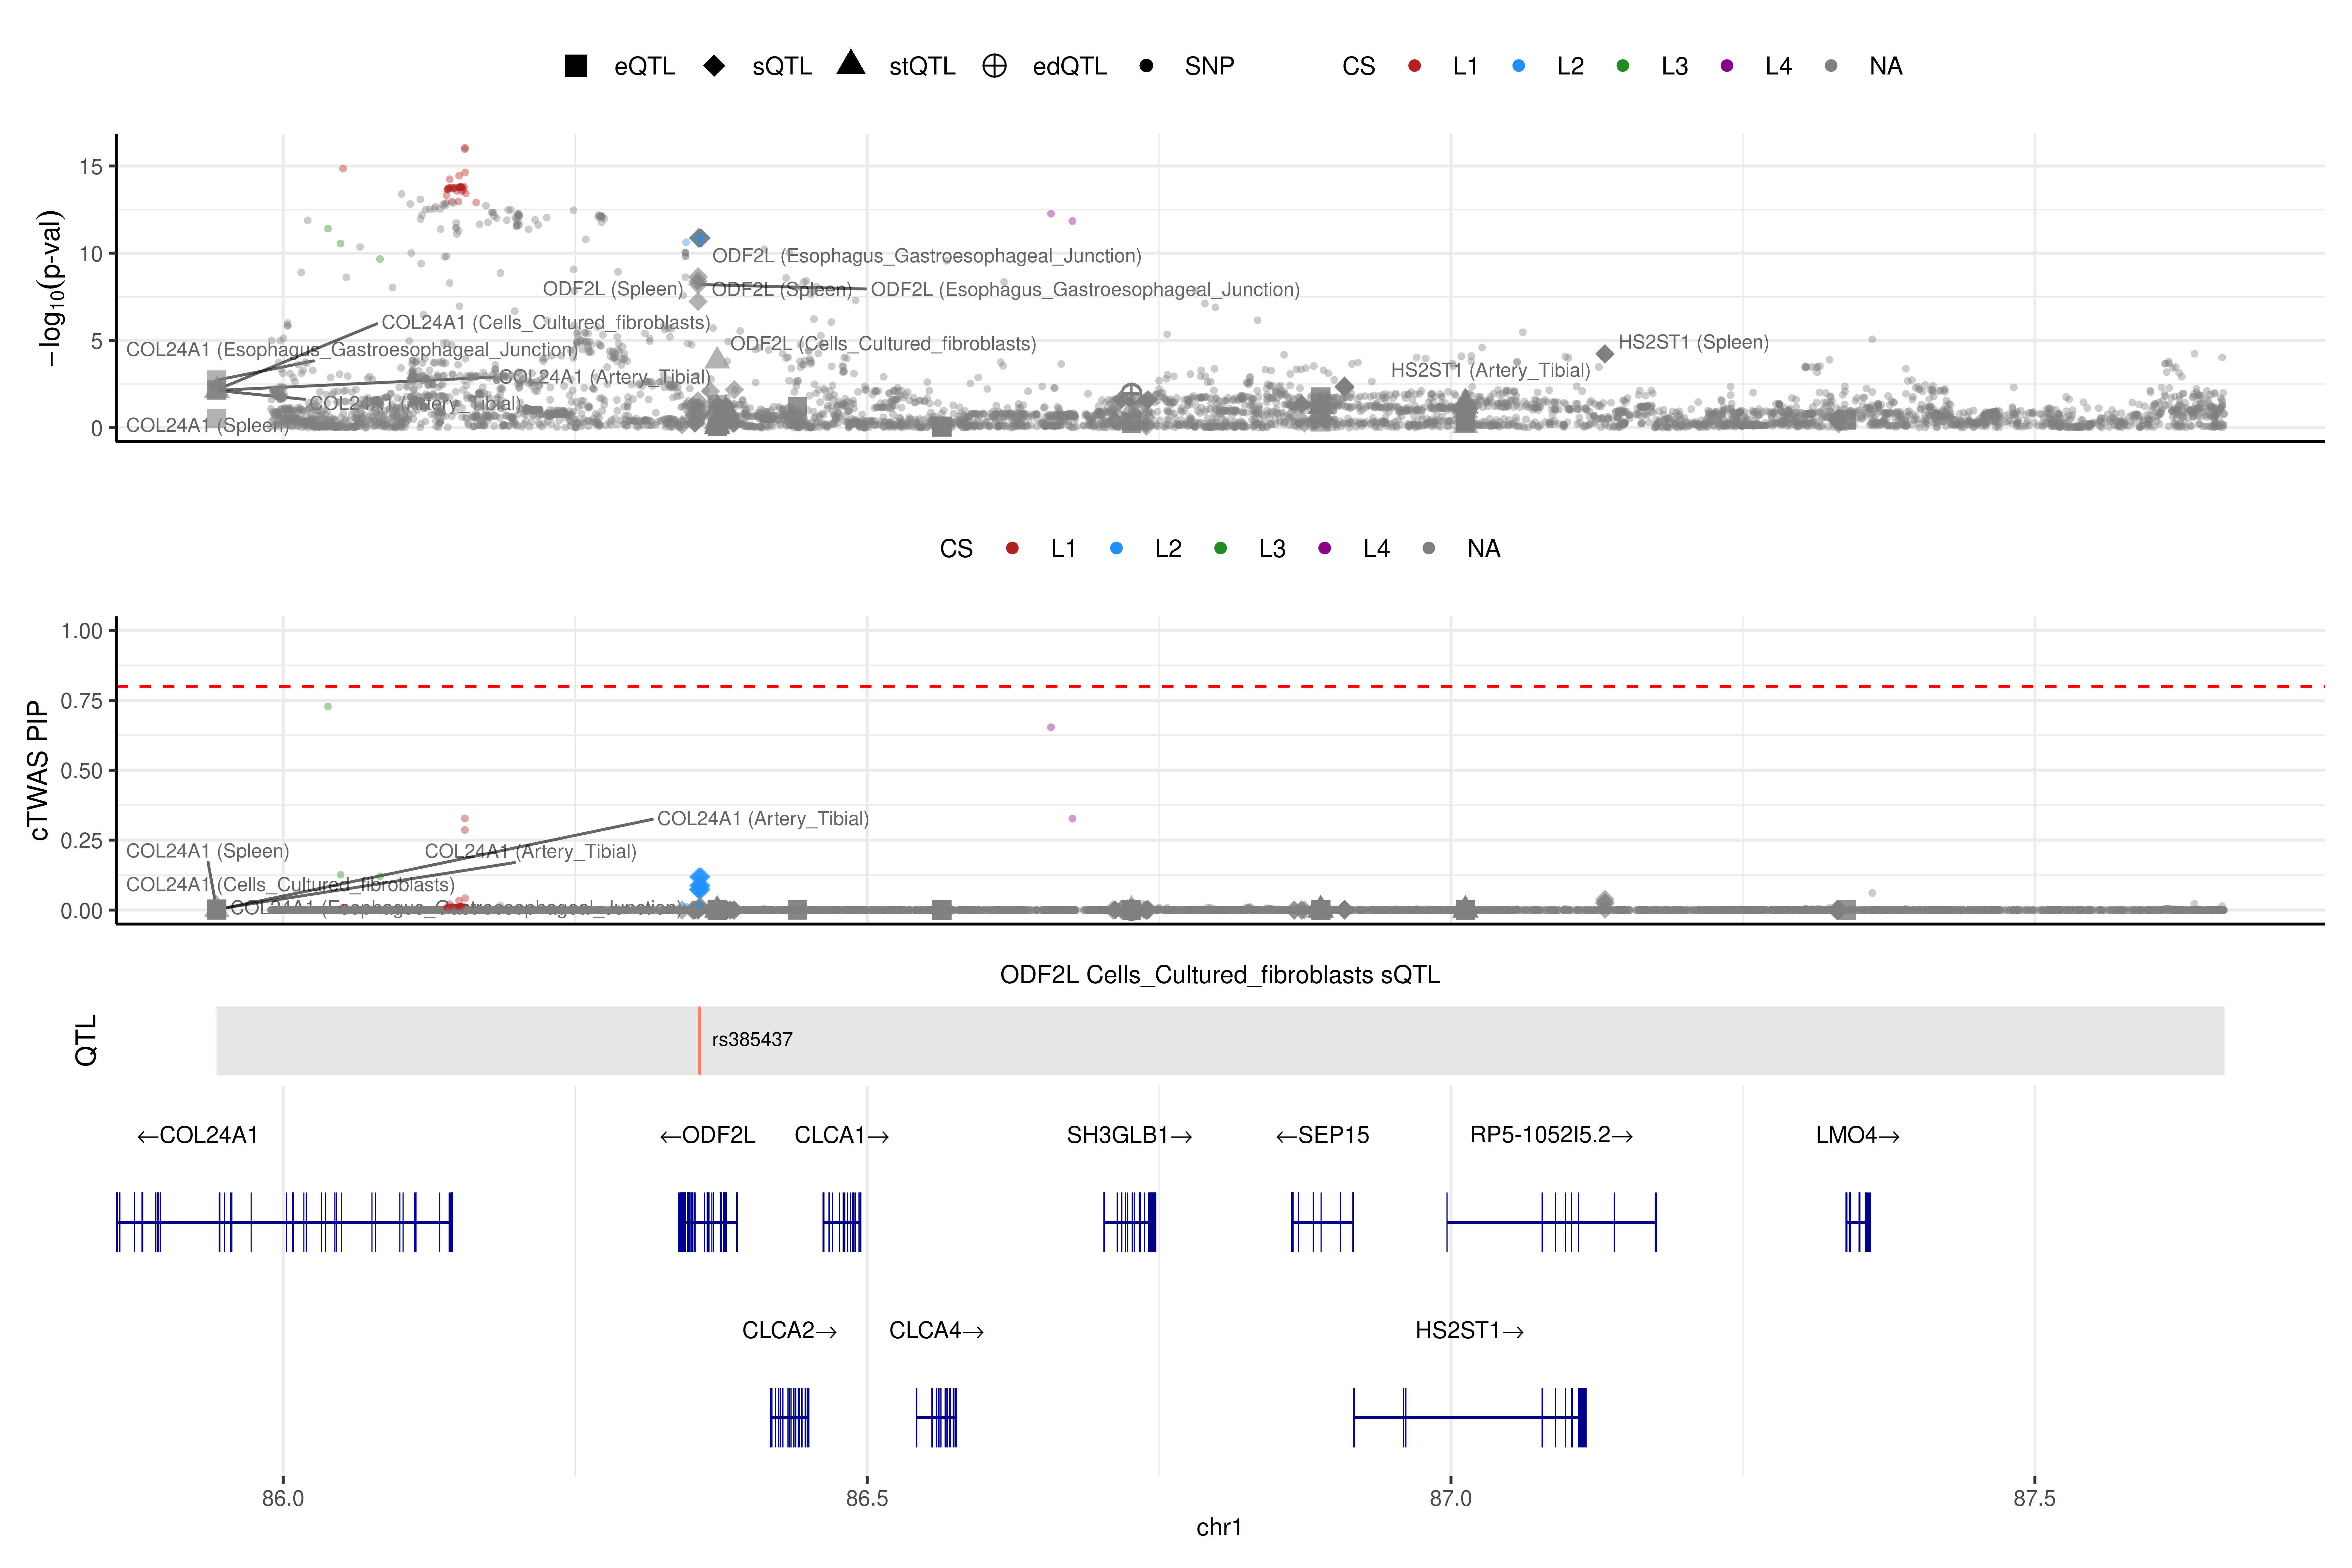 eQTL sQTL stQTL edQTL SNP CS L1 L2 L3 L4 NA
−log10(p-val)
15
10
5
0
ODF2L (Esophagus_Gastroesophageal_Junction)
ODF2L (Spleen)
ODF2L (Spleen)
ODF2L (Esophagus_Gastroesophageal_Junction)
COL24A1 (Cells_Cultured_fibroblasts)
ODF2L (Cells_Cultured_fibroblasts)
HS2ST1 (Spleen)
COL24A1 (Esophagus_Gastroesophageal_Junction)
HS2ST1 (Artery_Tibial)
COL24A1 (Artery_Tibial)
COL24A1 (Artery_Tibial)
COL24A1 (Spleen)
CS L1 L2 L3 L4 NA
cTWAS PIP
1.00
0.75
0.50
0.25
0.00
COL24A1 (Artery_Tibial)
COL24A1 (Spleen)
COL24A1 (Artery_Tibial)
COL24A1 (Cells_Cultured_fibroblasts)
COL24A1 (Esophagus_Gastroesophageal_Junction)
ODF2L Cells_Cultured_fibroblasts sQTL
QTL
rs385437
←COL24A1 ←ODF2L CLCA1→ SH3GLB1→ ←SEP15 RP5-1052I5.2→ LMO4→
CLCA2→ CLCA4→ HS2ST1→
86.0 86.5 87.0 87.5
chr1